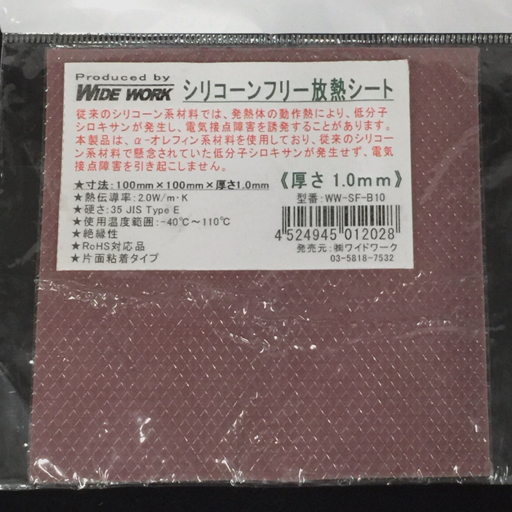 Produced by
WIDE WORK シリコーンフリー放熱シート
従来のシリコーン系材料では、発熱体の動作熱により、低分子
シロキサンが発生し、電気接点障害を誘発することがあります。
本製品は、α-オレフィン系材料を使用しており、従来のシリコー
ン系材料で懸念されていた低分子シロキサンが発生せず、電気
接点障害を引き起こしません。
★寸法:100mm×100mm×厚さ1.0mm
★熱伝導率:2.0W/m・K
★硬さ:35 JIS Type E
★使用温度範囲:-40℃~110℃
★絶縁性
★RoHS対応品
★片面粘着タイプ
《厚さ 1.0mm》
型番:WW-SF-B10
4 524945 012028
発売元:㈱ワイドワーク
03-5818-7532